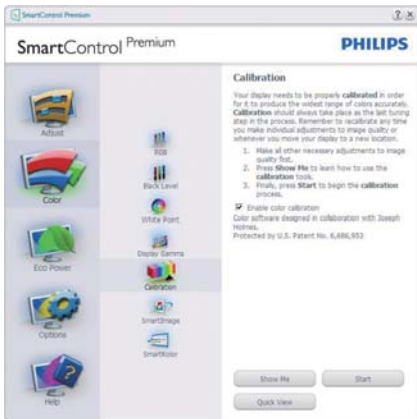 SmartControl Premium
SmartControl Premium
PHILIPS
Adjust
Color
Eco Power
Options
Help
RGB
Black Level
White Point
Display Gamma
Calibration
SmartImage
SmartKolor
Calibration
Your display needs to be properly calibrated in order
for it to produce the widest range of colors accurately.
Calibration should always take place as the last tuning
step in the process. Remember to recalibrate any time
you make individual adjustments to image quality or
whenever you move your display to a new location.
1. Make all other necessary adjustments to image
quality first.
2. Press Show Me to learn how to use the
calibration tools.
3. Finally, press Start to begin the calibration
process.
Enable color calibration
Color software designed in collaboration with Joseph
Holmes.
Protected by U.S. Patent No. 6,686,953
Show Me
Start
Quick View